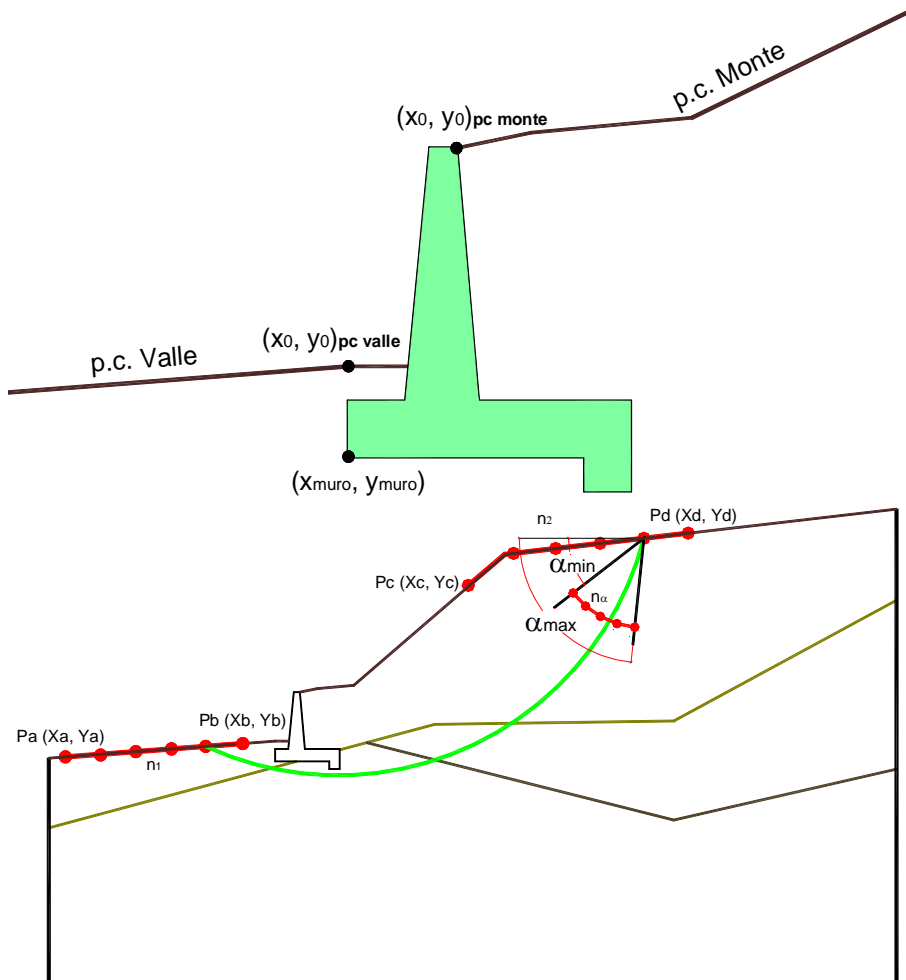 p.c. Monte
(x0, y0)pc monte
(x0, y0)pc valle
p.c. Valle
(xmuro, ymuro)
n2
Pd (Xd, Yd)
αmin
Pc (Xc, Yc)
nα
αmax
Pb (Xb, Yb)
Pa (Xa, Ya)
n1